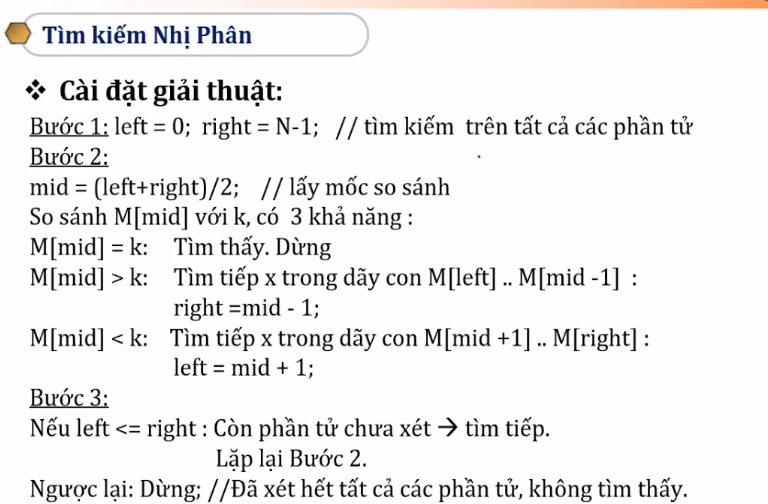 Tìm kiếm Nhị Phân
❖ Cài đặt giải thuật:
Bước 1: left = 0; right = N-1; // tìm kiếm trên tất cả các phần tử
Bước 2:
mid = (left+right)/2; // lấy mốc so sánh
So sánh M[mid] với k, có 3 khả năng :
M[mid] = k: Tìm thấy. Dừng
M[mid] > k: Tìm tiếp x trong dãy con M[left] .. M[mid -1] :
right =mid - 1;
M[mid] < k: Tìm tiếp x trong dãy con M[mid +1] .. M[right] :
left = mid + 1;
Bước 3:
Nếu left <= right : Còn phần tử chưa xét → tìm tiếp.
Lặp lại Bước 2.
Ngược lại: Dừng; //Đã xét hết tất cả các phần tử, không tìm thấy.